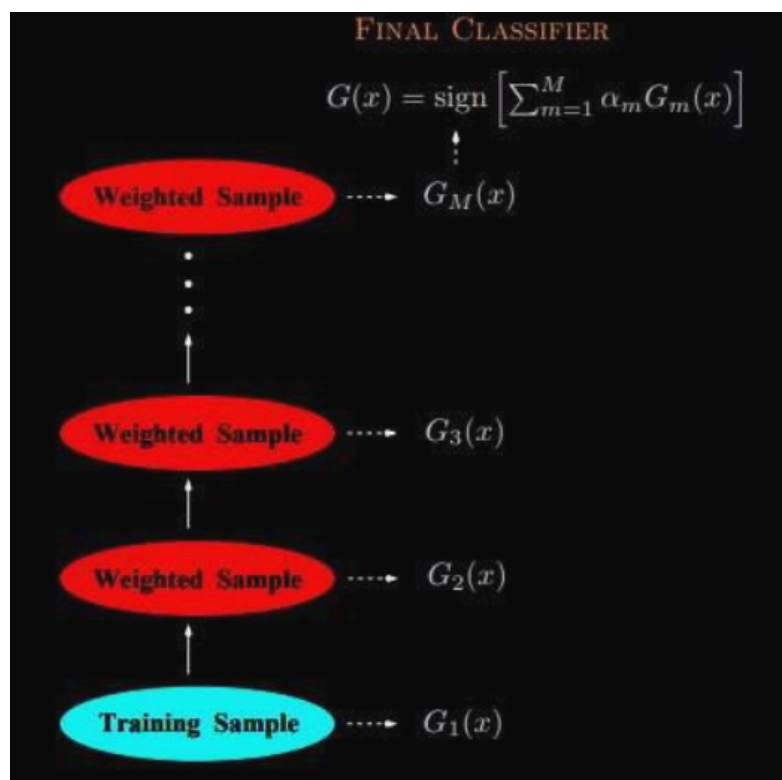 FINAL CLASSIFIER
G(x) = sign [∑_{m=1}^{M} α_m G_m(x)]
Weighted Sample G_M(x)
Weighted Sample G_3(x)
Weighted Sample G_2(x)
Training Sample G_1(x)